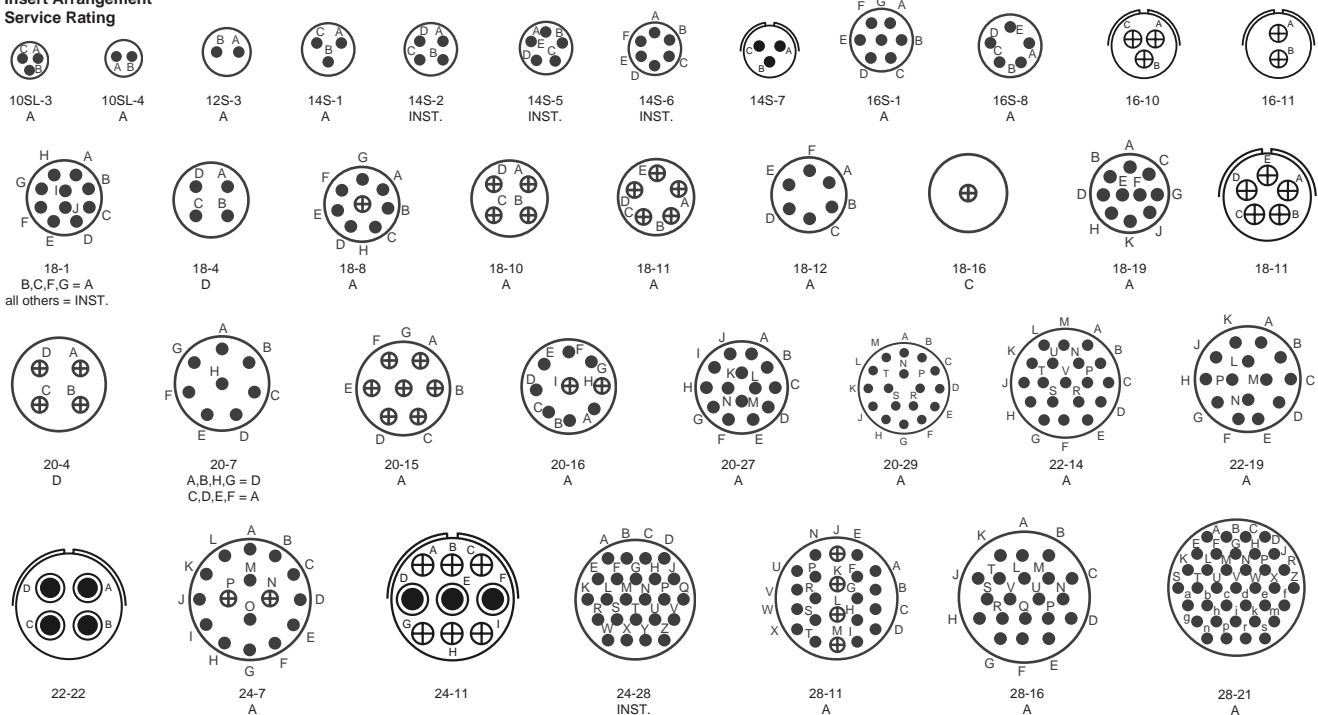 Insert Arrangement
Service Rating
C A
B
10SL-3
A
A B
10SL-4
A
B A
12S-3
A
C A
B
14S-1
A
D A
C B
14S-2
INST.
A B
E
D C
14S-5
INST.
A
F B
E C
D
14S-6
INST.
C A
B
14S-7
F G A
E B
D C
16S-1
A
D E
C A
B
16S-8
A
C A
B
16-10
A
B
16-11
H A
G B
I
J
F C
E D
18-1
B,C,F,G = A
all others = INST.
D A
C B
18-4
D
G
F A
E B
D H C
18-8
A
D A
C B
18-10
A
E
D A
C B
18-11
A
F
E A
D B
C
18-12
A
18-16
C
A
B C
D E F G
H J
K
18-19
A
E
D A
C B
18-11
D A
C B
20-4
D
A
G B
H
F C
E D
20-7
A,B,H,G = D
C,D,E,F = A
G
F A
E B
D C
20-15
A
E F
G
D I H
C
B A
20-16
A
J A
I B
K L
H C
N M
G D
F E
20-27
A
A
M B
L N C
T P
K D
S R
J E
H G F
20-29
A
M
L A
K U N B
T V P
J C
S R
H D
G E
F
22-14
A
K A
J B
L
H P M C
N
G D
F E
22-19
A
D A
C B
22-22
A
L B
K M C
P N
J D
O
I E
H F
G
24-7
A
A B C
D E F
G I
H
24-11
A B C D
E F G H J
K L M N P Q
R S T U V
W X Y Z
24-28
INST.
N J E
U P K F A
V R B
W S L G H C
X T M I D
28-11
A
A
K B
T L M
J C
S V U N
R Q P
H D
G F E
28-16
A
A B C D
E F G H J
K L M N P R
S T U V W X Z
a b c d e f
g h i k m
n p r s
28-21
A